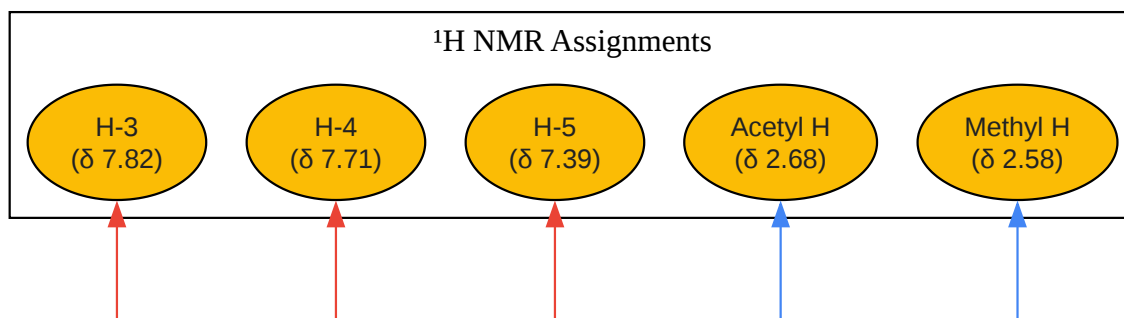 ¹H NMR Assignments
H-3
(δ 7.82)
H-4
(δ 7.71)
H-5
(δ 7.39)
Acetyl H
(δ 2.68)
Methyl H
(δ 2.58)